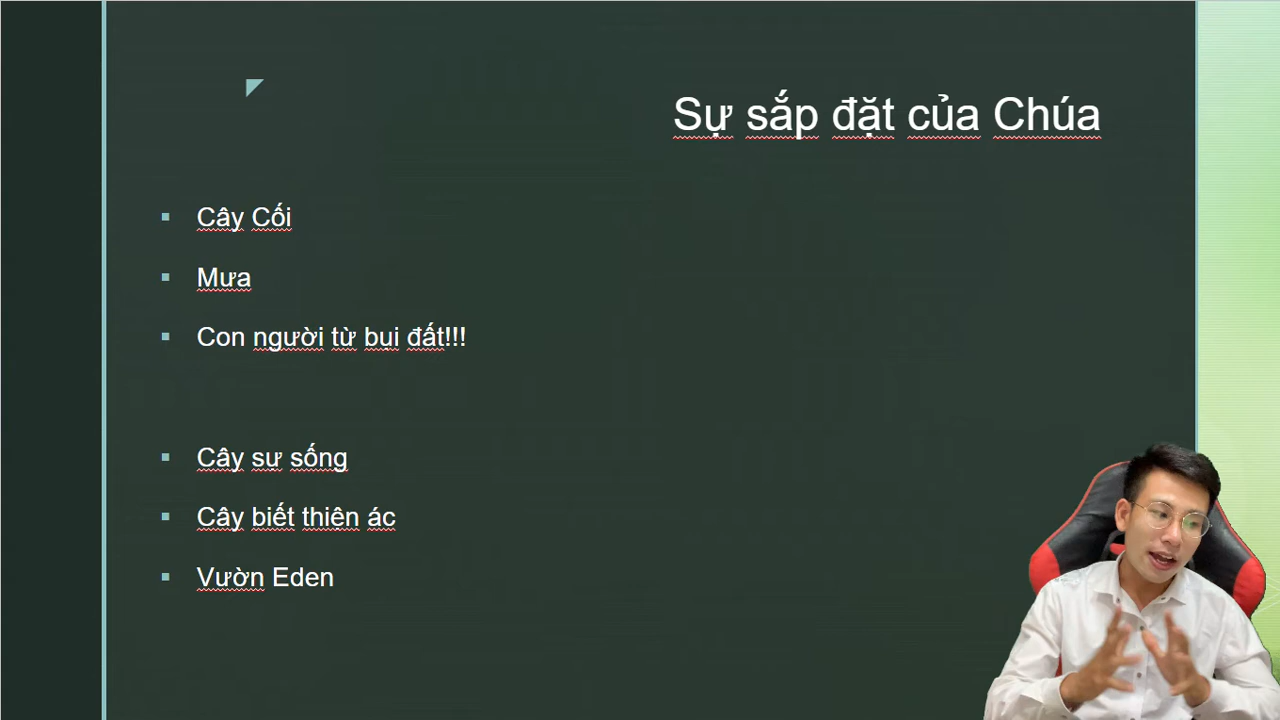 Sự sắp đặt của Chúa
Cây Cối
Mưa
Con người từ bụi đất!!!
Cây sư sống
Cây biết thiên ác
Vườn Eden